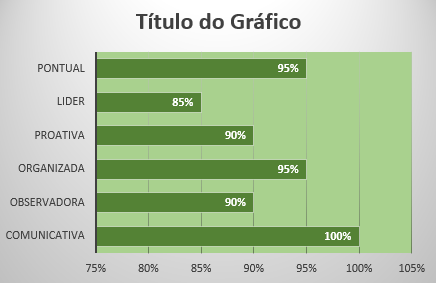 Título do Gráfico
PONTUAL 95%
LIDER 85%
PROATIVA 90%
ORGANIZADA 95%
OBSERVADORA 90%
COMUNICATIVA 100%
75% 80% 85% 90% 95% 100% 105%